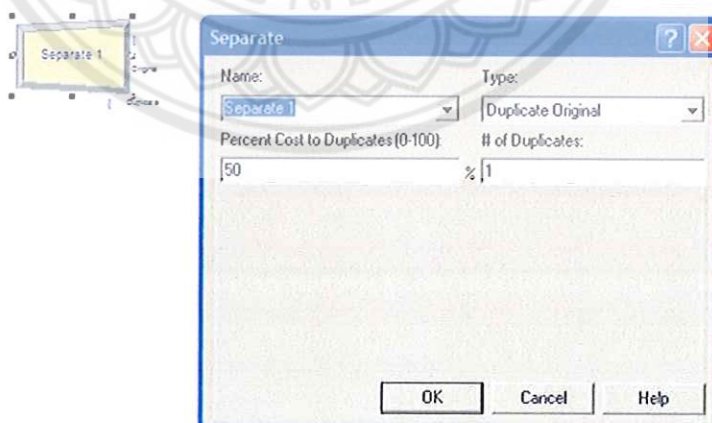 Separate 1
Separate
Name:
Type:
Separate 1
Duplicate Original
Percent Cost to Duplicates (0-100):
# of Duplicates:
50
%
1
OK
Cancel
Help